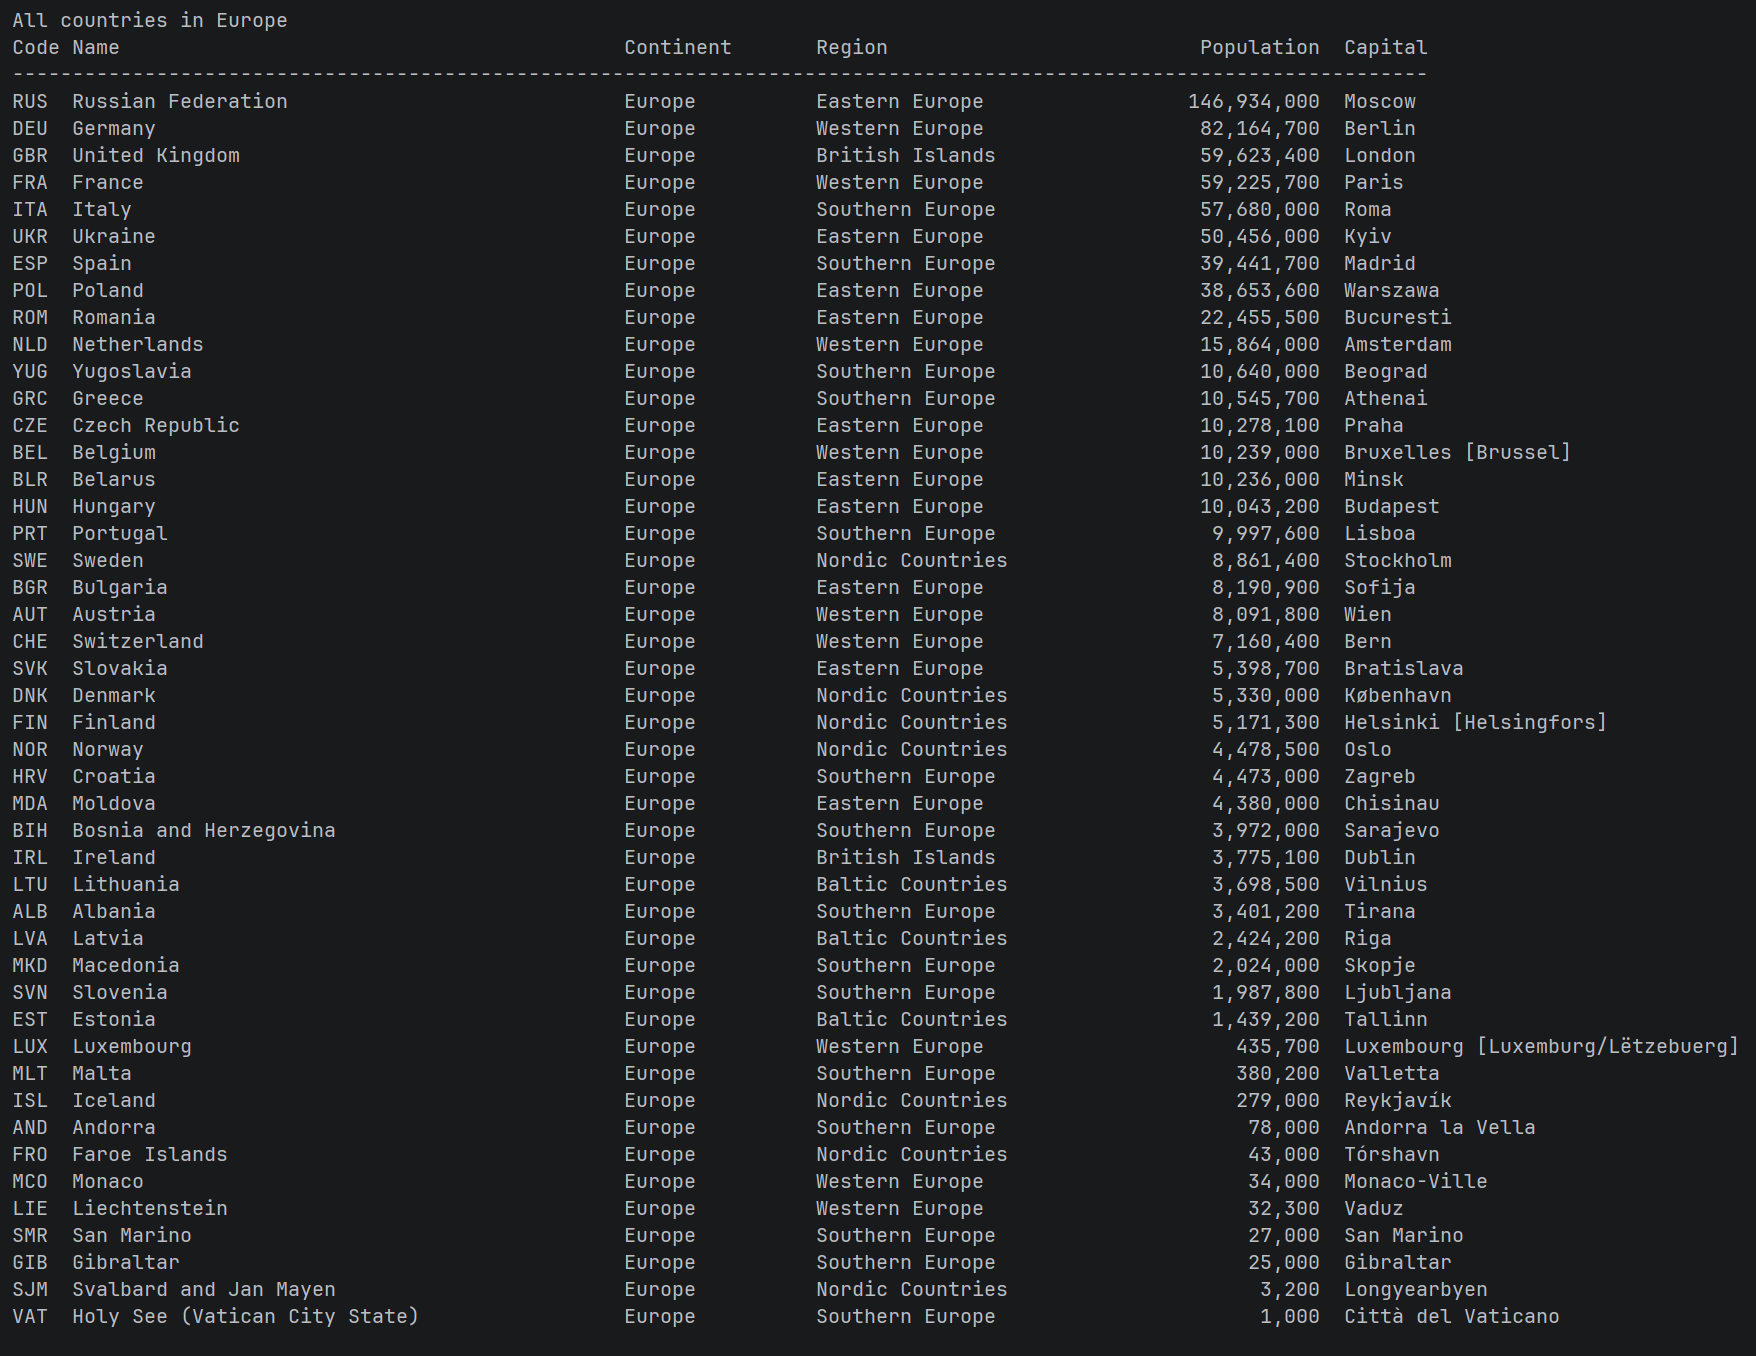 All countries in Europe
Code Name Continent Region Population Capital
----------------------------------------------------------------------------------------------------------------------
RUS Russian Federation Europe Eastern Europe 146,934,000 Moscow
DEU Germany Europe Western Europe 82,164,700 Berlin
GBR United Kingdom Europe British Islands 59,623,400 London
FRA France Europe Western Europe 59,225,700 Paris
ITA Italy Europe Southern Europe 57,680,000 Roma
UKR Ukraine Europe Eastern Europe 50,456,000 Kyiv
ESP Spain Europe Southern Europe 39,441,700 Madrid
POL Poland Europe Eastern Europe 38,653,600 Warszawa
ROM Romania Europe Eastern Europe 22,455,500 Bucuresti
NLD Netherlands Europe Western Europe 15,864,000 Amsterdam
YUG Yugoslavia Europe Southern Europe 10,640,000 Beograd
GRC Greece Europe Southern Europe 10,545,700 Athenai
CZE Czech Republic Europe Eastern Europe 10,278,100 Praha
BEL Belgium Europe Western Europe 10,239,000 Bruxelles [Brussel]
BLR Belarus Europe Eastern Europe 10,236,000 Minsk
HUN Hungary Europe Eastern Europe 10,043,200 Budapest
PRT Portugal Europe Southern Europe 9,997,600 Lisboa
SWE Sweden Europe Nordic Countries 8,861,400 Stockholm
BGR Bulgaria Europe Eastern Europe 8,190,900 Sofija
AUT Austria Europe Western Europe 8,091,800 Wien
CHE Switzerland Europe Western Europe 7,160,400 Bern
SVK Slovakia Europe Eastern Europe 5,398,700 Bratislava
DNK Denmark Europe Nordic Countries 5,330,000 København
FIN Finland Europe Nordic Countries 5,171,300 Helsinki [Helsingfors]
NOR Norway Europe Nordic Countries 4,478,500 Oslo
HRV Croatia Europe Southern Europe 4,473,000 Zagreb
MDA Moldova Europe Eastern Europe 4,380,000 Chisinau
BIH Bosnia and Herzegovina Europe Southern Europe 3,972,000 Sarajevo
IRL Ireland Europe British Islands 3,775,100 Dublin
LTU Lithuania Europe Baltic Countries 3,698,500 Vilnius
ALB Albania Europe Southern Europe 3,401,200 Tirana
LVA Latvia Europe Baltic Countries 2,424,200 Riga
MKD Macedonia Europe Southern Europe 2,024,000 Skopje
SVN Slovenia Europe Southern Europe 1,987,800 Ljubljana
EST Estonia Europe Baltic Countries 1,439,200 Tallinn
LUX Luxembourg Europe Western Europe 435,700 Luxembourg [Luxemburg/Lëtzebuerg]
MLT Malta Europe Southern Europe 380,200 Valletta
ISL Iceland Europe Nordic Countries 279,000 Reykjavík
AND Andorra Europe Southern Europe 78,000 Andorra la Vella
FRO Faroe Islands Europe Nordic Countries 43,000 Tórshavn
MCO Monaco Europe Western Europe 34,000 Monaco-Ville
LIE Liechtenstein Europe Western Europe 32,300 Vaduz
SMR San Marino Europe Southern Europe 27,000 San Marino
GIB Gibraltar Europe Southern Europe 25,000 Gibraltar
SJM Svalbard and Jan Mayen Europe Nordic Countries 3,200 Longyearbyen
VAT Holy See (Vatican City State) Europe Southern Europe 1,000 Città del Vaticano